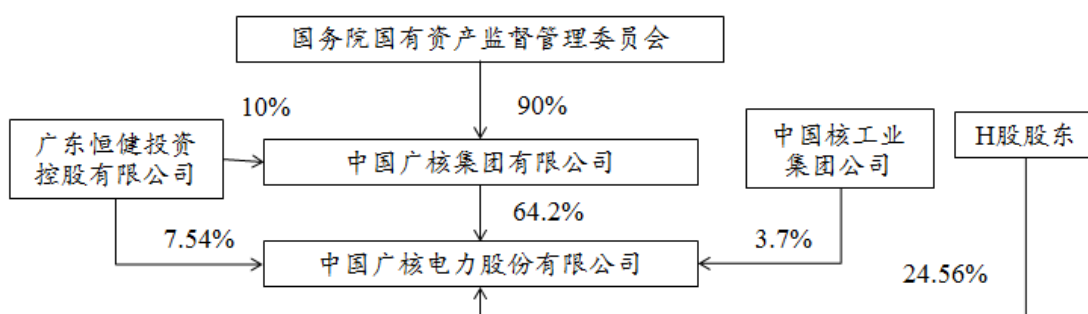 国务院国有资产监督管理委员会
10%
90%
广东恒健投资
控股有限公司
中国广核集团有限公司
中国核工业
集团公司
H股股东
64.2%
7.54%
3.7%
中国广核电力股份有限公司
24.56%